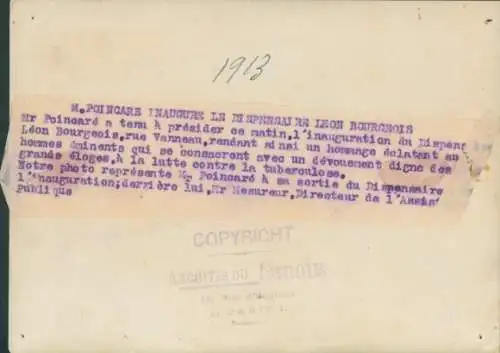 1913
M. POINCARE INAUGURE LE DISPENSAIRE LEON BOURGEOIS
Mr Poincaré a tenu à présider ce matin, l'inauguration du Dispens
Léon Bourgeois, rue Vanneau, rendant ainsi un hommage éclatant au
hommes éminents qui se consacrent avec un dévouement digne des
grands éloges, à la lutte contre la tuberculose.
Notre photo représente Mr Poincaré à sa sortie du Dispensaire
l'inauguration; derrière lui, Mr Mesureur, Directeur de l'Assis
Publique
COPYRIGHT
PARIS